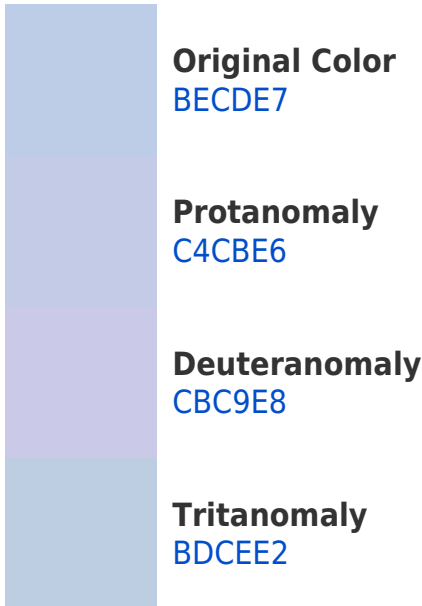 Original Color
BECDE7
Protanomaly
C4CBE6
Deuteranomaly
CBC9E8
Tritanomaly
BDCEE2